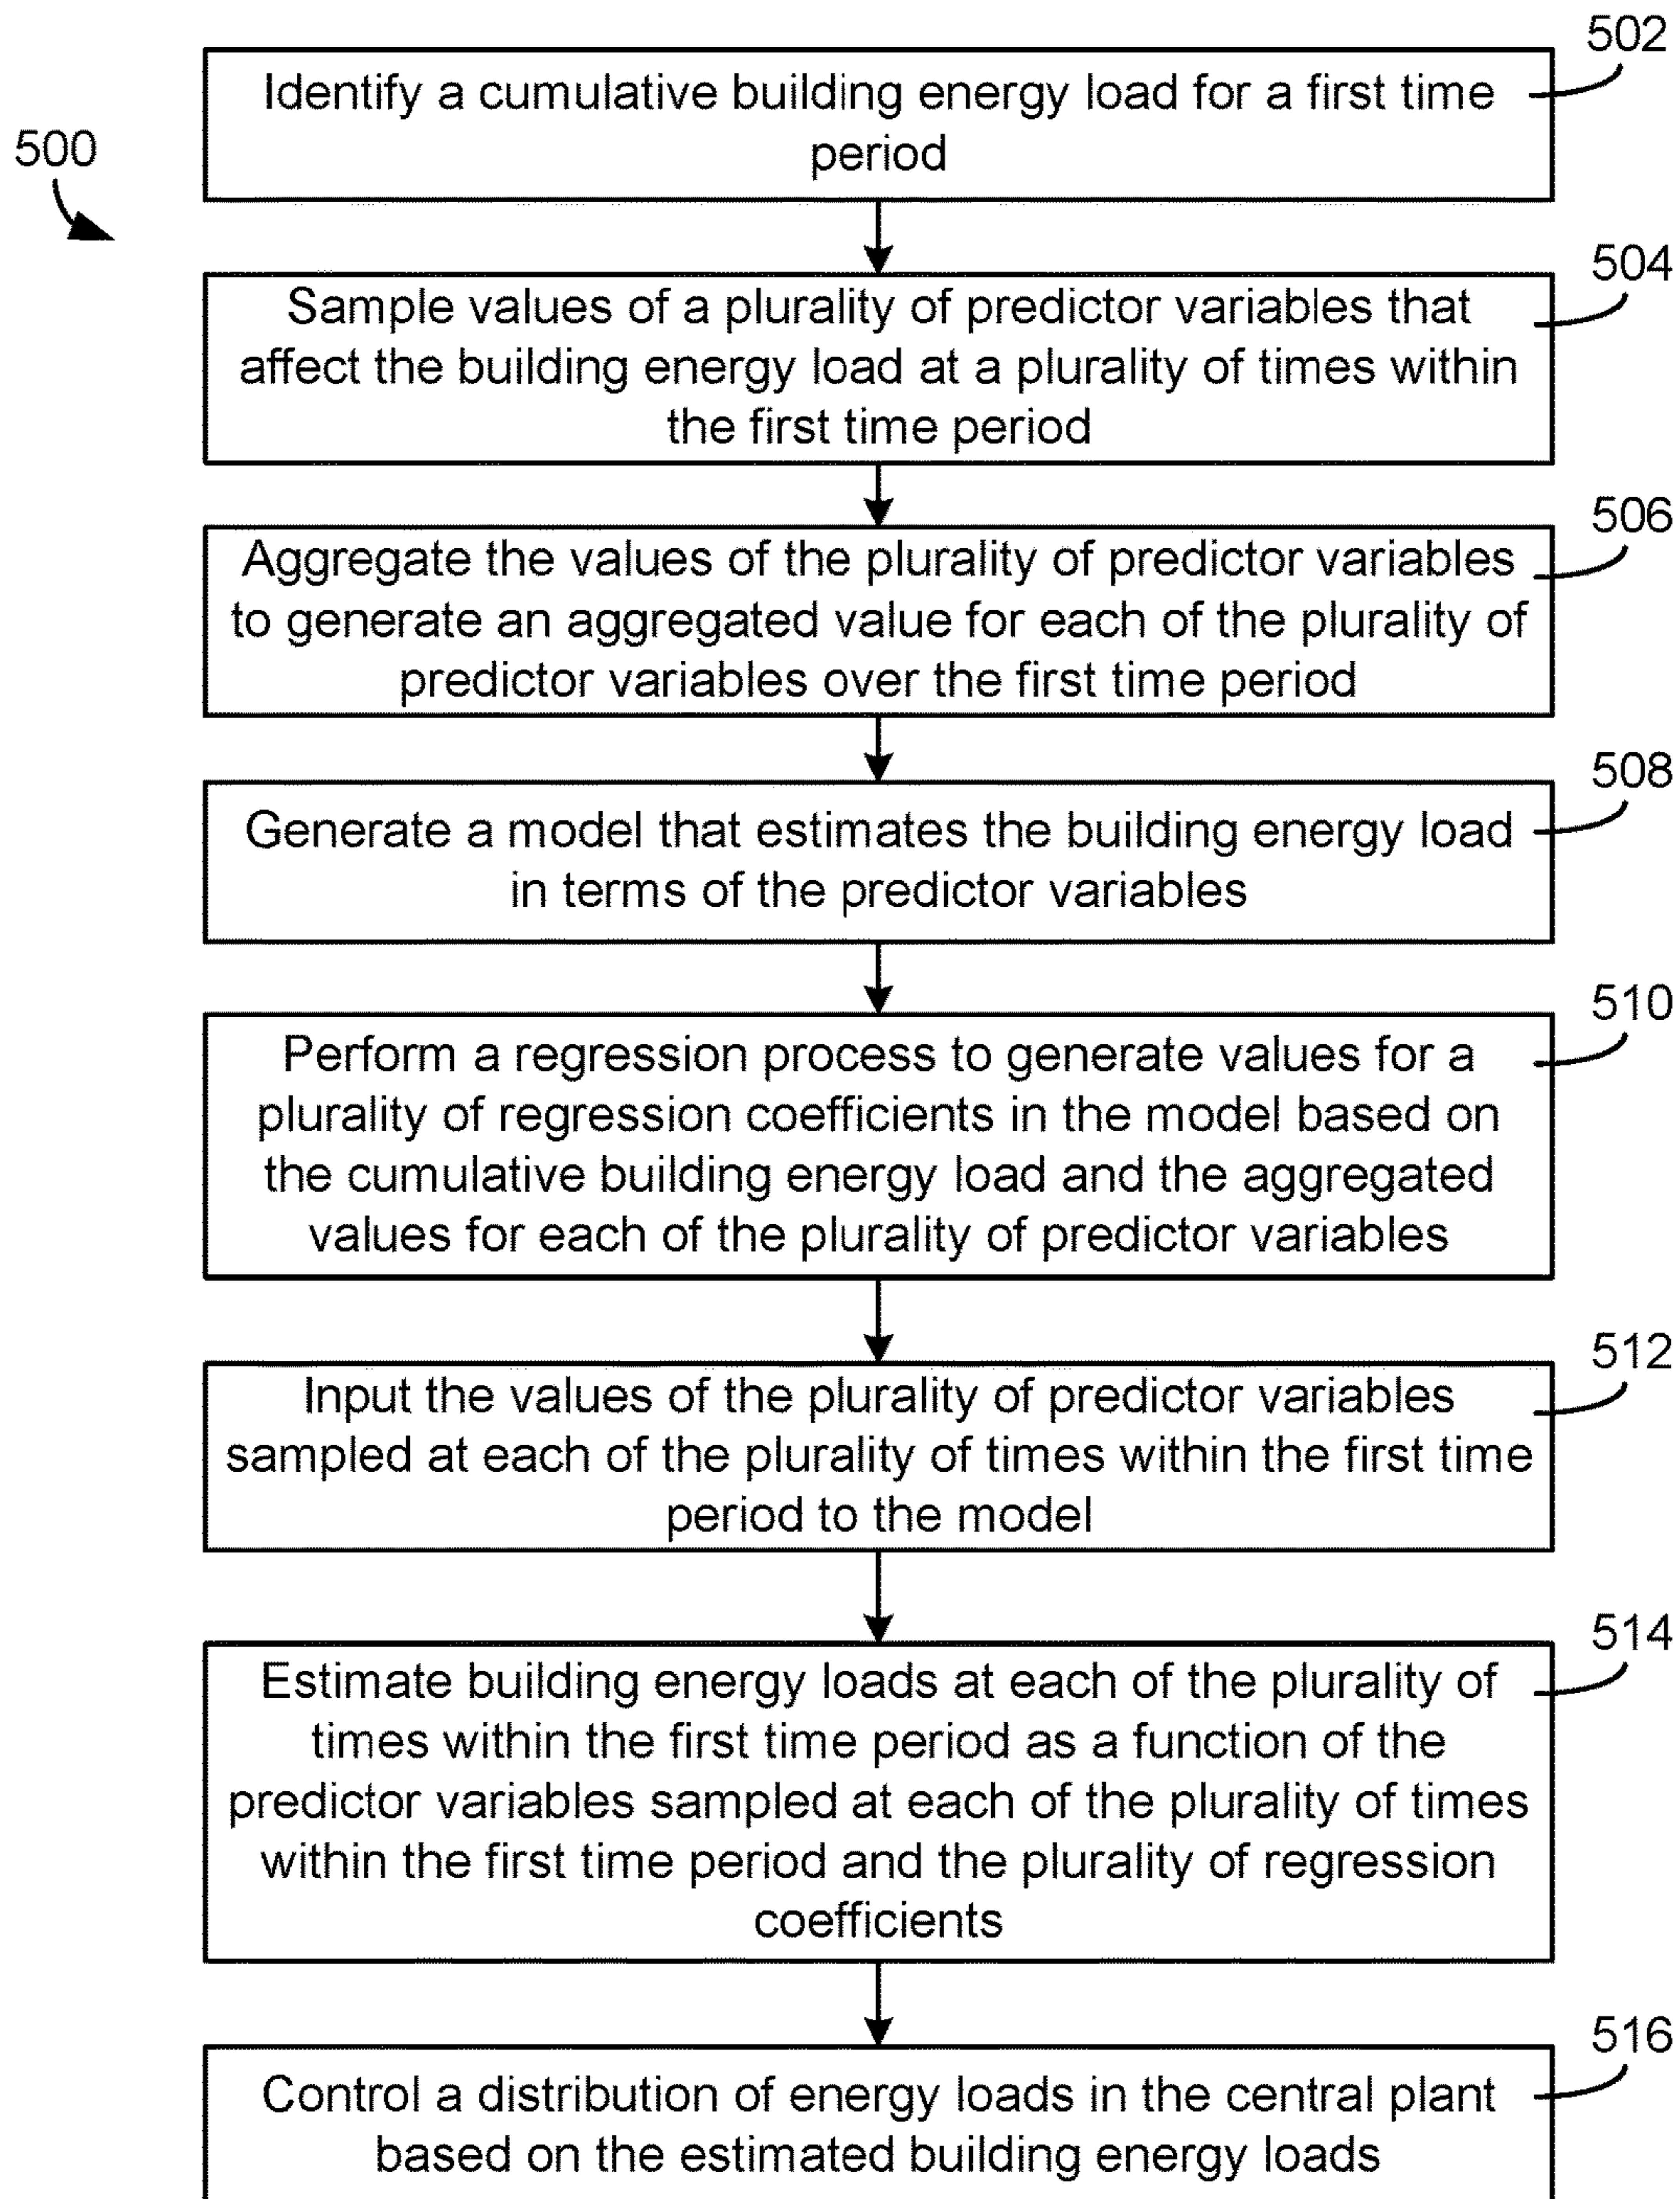 502
Identify a cumulative building energy load for a first time
period
500
504
Sample values of a plurality of predictor variables that
affect the building energy load at a plurality of times within
the first time period
506
Aggregate the values of the plurality of predictor variables
to generate an aggregated value for each of the plurality of
predictor variables over the first time period
508
Generate a model that estimates the building energy load
in terms of the predictor variables
510
Perform a regression process to generate values for a
plurality of regression coefficients in the model based on
the cumulative building energy load and the aggregated
values for each of the plurality of predictor variables
512
Input the values of the plurality of predictor variables
sampled at each of the plurality of times within the first time
period to the model
514
Estimate building energy loads at each of the plurality of
times within the first time period as a function of the
predictor variables sampled at each of the plurality of times
within the first time period and the plurality of regression
coefficients
516
Control a distribution of energy loads in the central plant
based on the estimated building energy loads